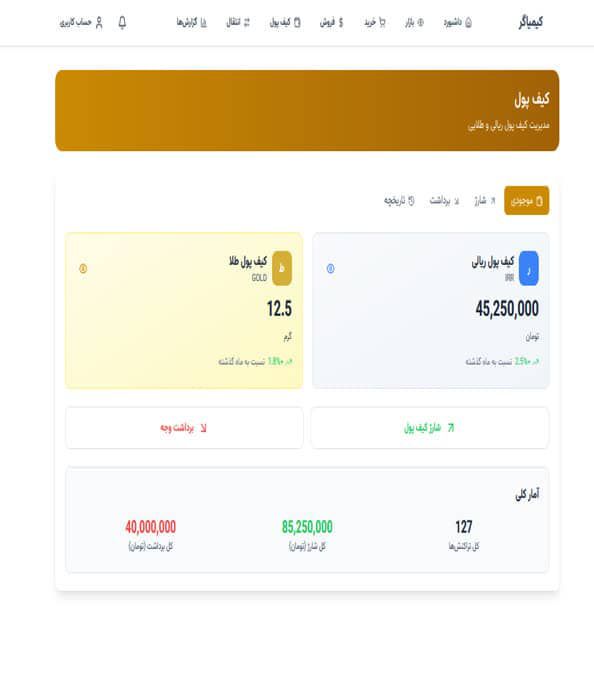 کیمیاگر
داشبورد
بازار
خرید
فروش
کیف پول
انتقال
گزارش‌ها
حساب کاربری
کیف پول
مدیریت کیف پول ریالی و طلایی
موجودی
شارژ
برداشت
تاریخچه
ر
کیف پول ریالی
IRR
45,250,000
تومان
+2.5% نسبت به ماه گذشته
ط
کیف پول طلا
GOLD
12.5
گرم
+1.8% نسبت به ماه گذشته
شارژ کیف پول
برداشت وجه
آمار کلی
127
کل تراکنش‌ها
85,250,000
کل شارژ (تومان)
40,000,000
کل برداشت (تومان)